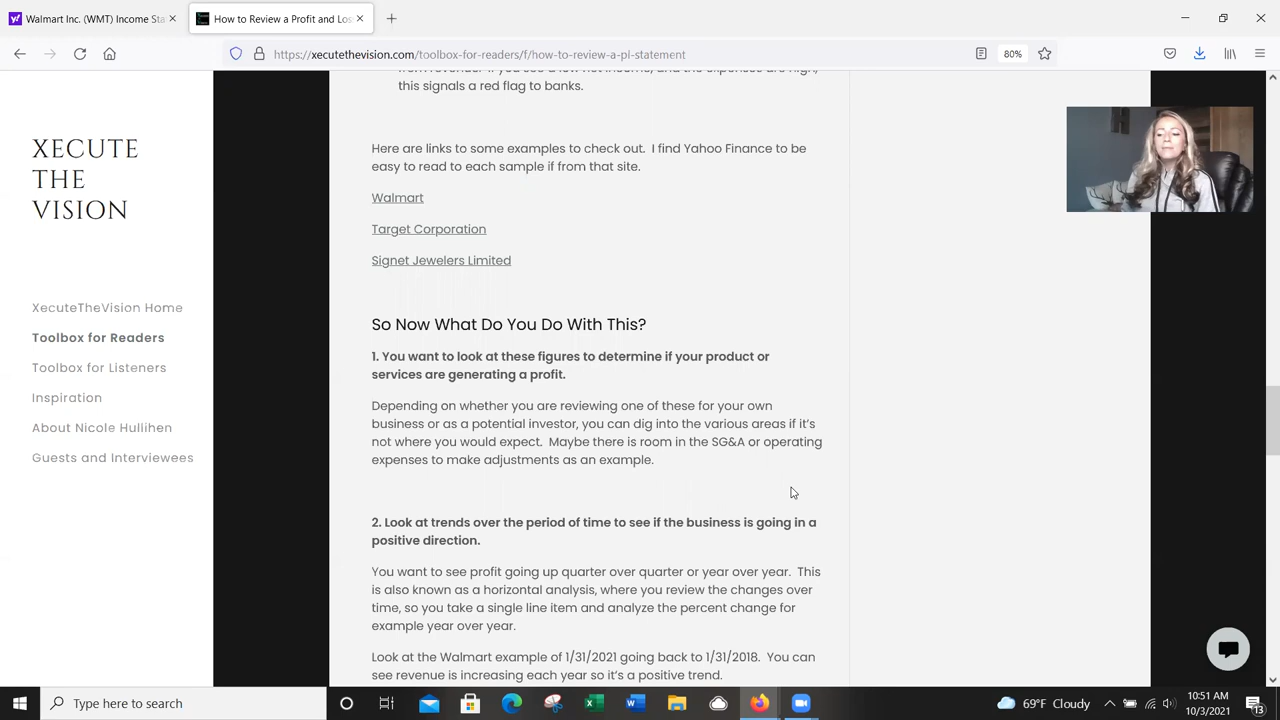 Walmart Inc. (WMT) Income Sta
How to Review a Profit and Los
https://xecutethevision.com/toolbox-for-readers/f/how-to-review-a-pl-statement
80%
XECUTE
THE
VISION
XecuteTheVision Home
Toolbox for Readers
Toolbox for Listeners
Inspiration
About Nicole Hullihen
Guests and Interviewees
from revenue. If you see a low net income, and the expenses are high,
this signals a red flag to banks.
Here are links to some examples to check out.  I find Yahoo Finance to be
easy to read to each sample if from that site.
Walmart
Target Corporation
Signet Jewelers Limited
So Now What Do You Do With This?
1. You want to look at these figures to determine if your product or
services are generating a profit.
Depending on whether you are reviewing one of these for your own
business or as a potential investor, you can dig into the various areas if it's
not where you would expect.  Maybe there is room in the SG&A or operating
expenses to make adjustments as an example.
2. Look at trends over the period of time to see if the business is going in a
positive direction.
You want to see profit going up quarter over quarter or year over year.  This
is also known as a horizontal analysis, where you review the changes over
time, so you take a single line item and analyze the percent change for
example year over year.
Look at the Walmart example of 1/31/2021 going back to 1/31/2018.  You can
see revenue is increasing each year so it's a positive trend.
Type here to search
69°F Cloudy
10:51 AM
10/3/2021
13